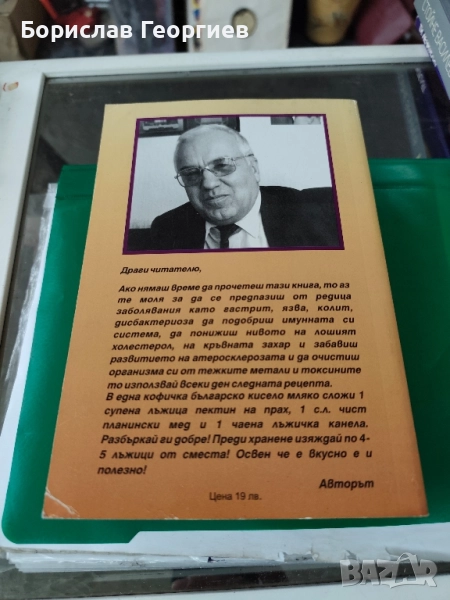 Борислав Георгиев
Драги читателю,
Ако нямаш време да прочетеш тази книга, то аз
те моля за да се предпазиш от редица
заболявания като гастрит, язва, колит,
дисбактериоза да подобриш имунната си
система, да понижиш нивото на лошият
холестерол, на кръвната захар и забавиш
развитието на атеросклерозата и да очистиш
организма си от тежките метали и токсините
то използвай всеки ден следната рецепта.
В една кофичка българско кисело мляко сложи 1
супена лъжица пектин на прах, 1 с.л. чист
планински мед и 1 чаена лъжичка канела.
Разбъркай ги добре! Преди хранене изяждай по 4-
5 лъжици от сместа! Освен че е вкусно е и
полезно!
Авторът
Цена 19 лв.
BAZAR